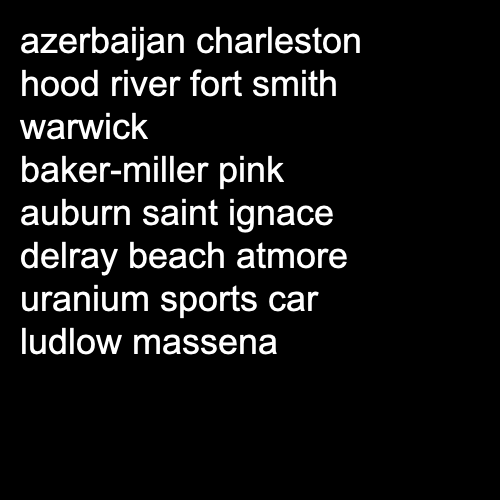 azerbaijan charleston
hood river fort smith
warwick
baker-miller pink
auburn saint ignace
delray beach atmore
uranium sports car
ludlow massena